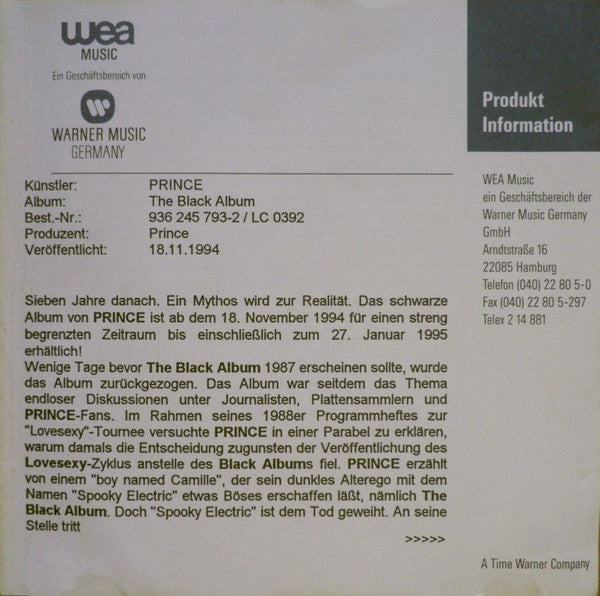 wea
MUSIC
Ein Geschäftsbereich von
WARNER MUSIC
GERMANY
Produkt
Information
Künstler: PRINCE
Album: The Black Album
Best.-Nr.: 936 245 793-2 / LC 0392
Produzent: Prince
Veröffentlicht: 18.11.1994
WEA Music
ein Geschäftsbereich der
Warner Music Germany
GmbH
Arndtstraße 16
22085 Hamburg
Telefon (040) 22 80 5-0
Fax (040) 22 80 5-297
Telex 2 14 881
Sieben Jahre danach. Ein Mythos wird zur Realität. Das schwarze
Album von PRINCE ist ab dem 18. November 1994 für einen streng
begrenzten Zeitraum bis einschließlich zum 27. Januar 1995
erhältlich!
Wenige Tage bevor The Black Album 1987 erscheinen sollte, wurde
das Album zurückgezogen. Das Album war seitdem das Thema
endloser Diskussionen unter Journalisten, Plattensammlern und
PRINCE-Fans. Im Rahmen seines 1988er Programmheftes zur
"Lovesexy"-Tournee versuchte PRINCE in einer Parabel zu erklären,
warum damals die Entscheidung zugunsten der Veröffentlichung des
Lovesexy-Zyklus anstelle des Black Albums fiel. PRINCE erzählt
von einem "boy named Camille", der sein dunkles Alterego mit dem
Namen "Spooky Electric" etwas Böses erschaffen läßt, nämlich The
Black Album. Doch "Spooky Electric" ist dem Tod geweiht. An seine
Stelle tritt
>>>>>
A Time Warner Company